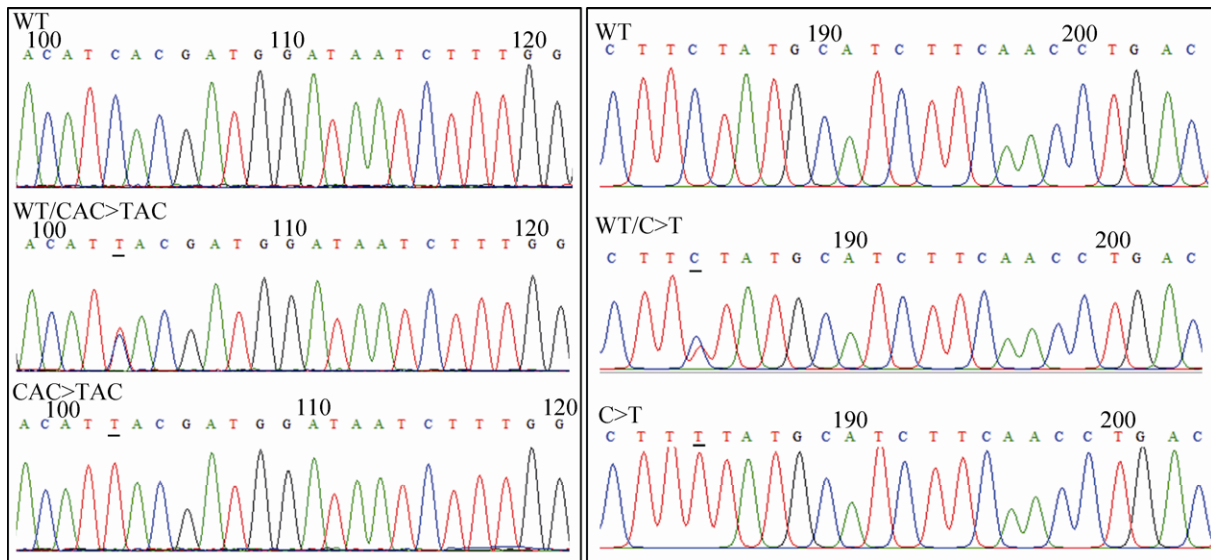 WT
100 110 120
A C A T C A C G A T G G A T A A T C T T T G G
WT/CAC>TAC
100 110 120
A C A T T A C G A T G G A T A A T C T T T G G
CAC>TAC
100 110 120
A C A T T A C G A T G G A T A A T C T T T G G
WT
190 200
C T T C T A T G C A T C T T C A A C C T G A C
WT/C>T
190 200
C T T C T A T G C A T C T T C A A C C T G A C
C>T
190 200
C T T T T A T G C A T C T T C A A C C T G A C